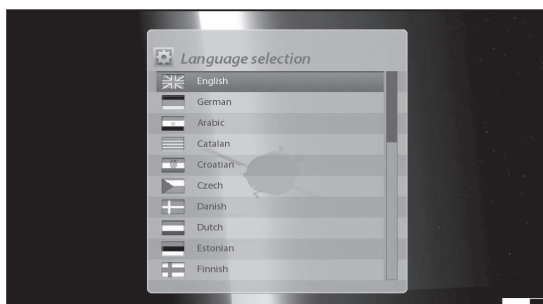 Language selection
English
German
Arabic
Catalan
Croatian
Czech
Danish
Dutch
Estonian
Finnish